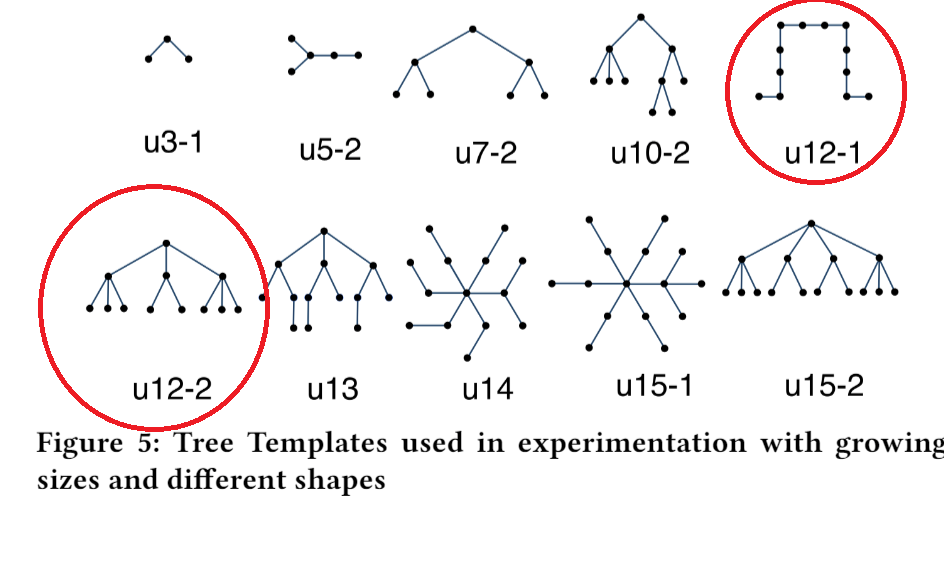 u3-1 u5-2 u7-2 u10-2 u12-1
u12-2 u13 u14 u15-1 u15-2
Figure 5: Tree Templates used in experimentation with growing
sizes and different shapes